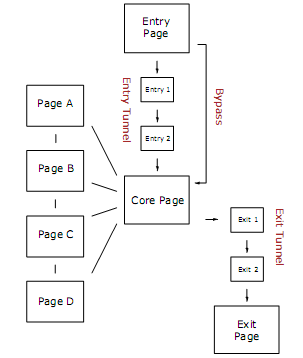 Entry
Page
Entry 1
Entry 2
Entry Tunnel
Bypass
Page A
Page B
Page C
Page D
Core Page
Exit 1
Exit 2
Exit Tunnel
Exit
Page